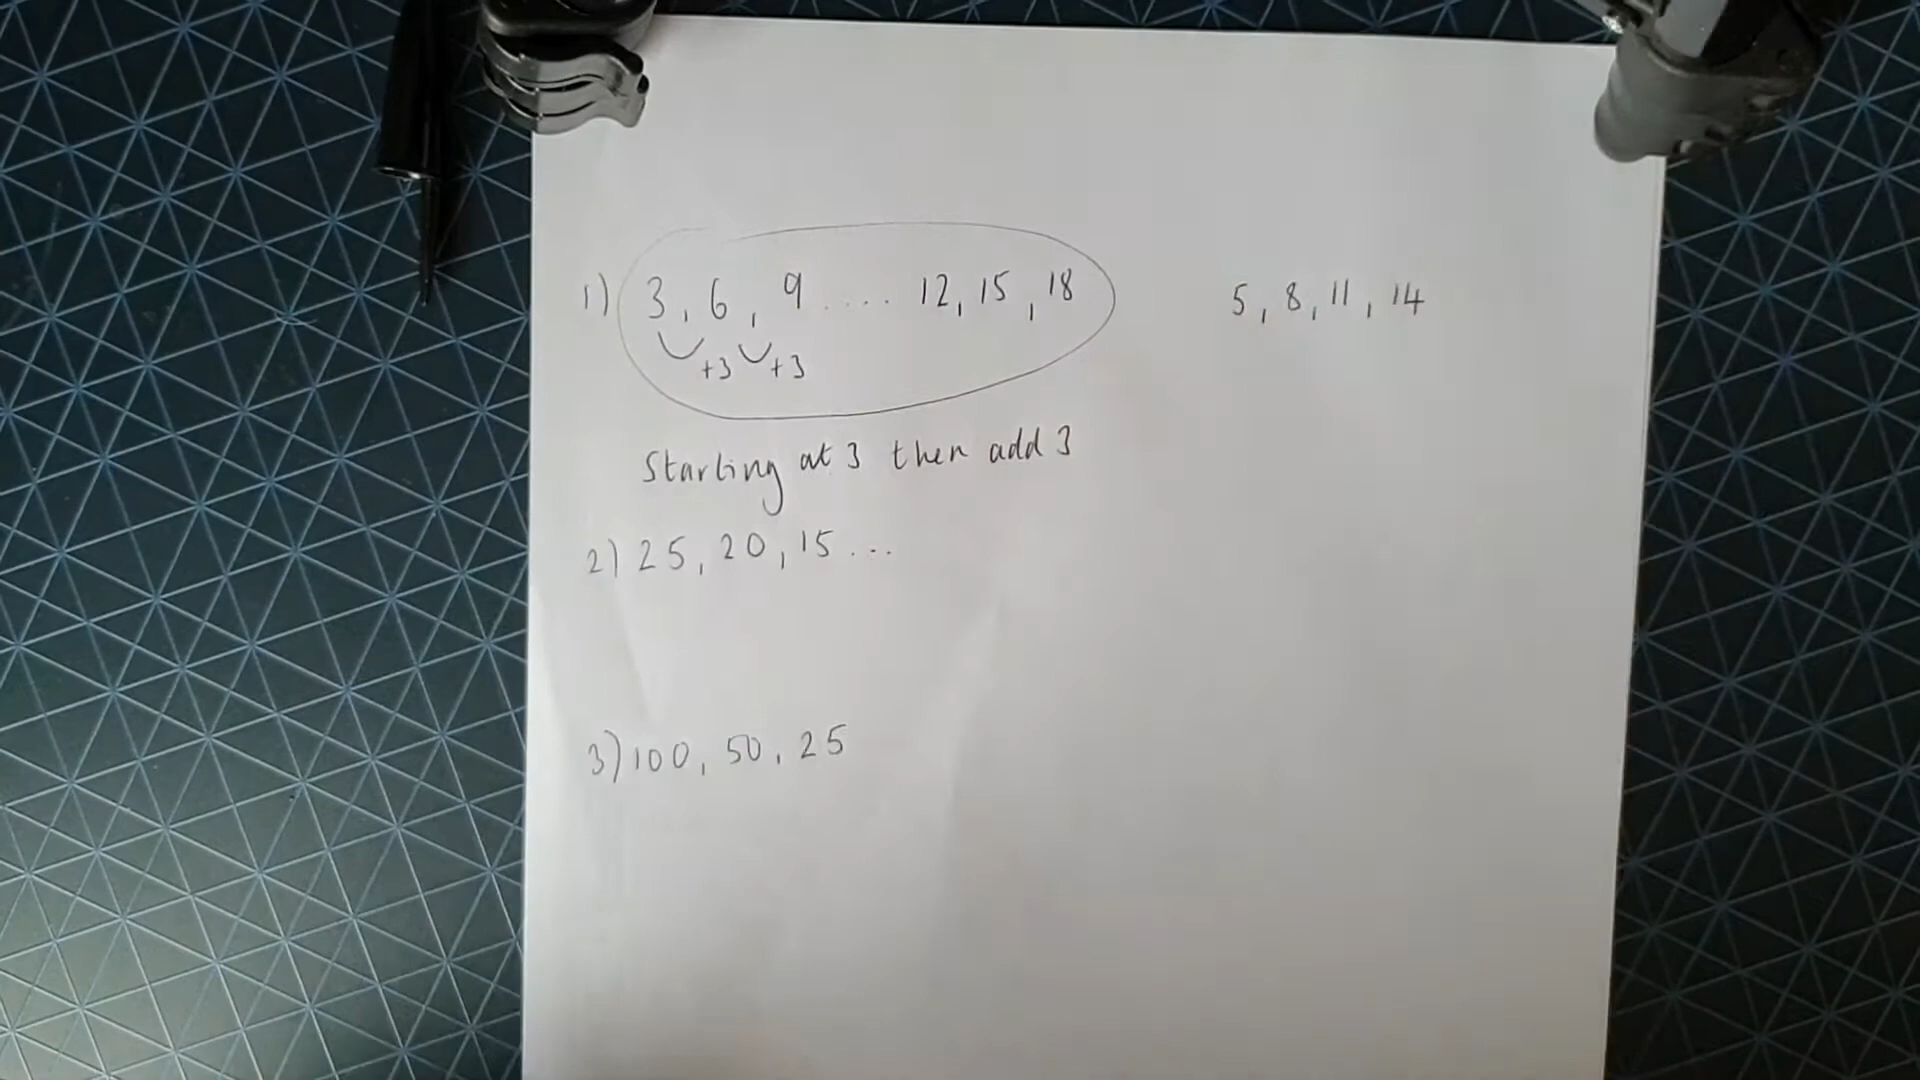 1) 3, 6, 9 .... 12, 15, 18
+3 +3
5, 8, 11, 14
Starting at 3 then add 3
2) 25, 20, 15 ...
3) 100, 50, 25